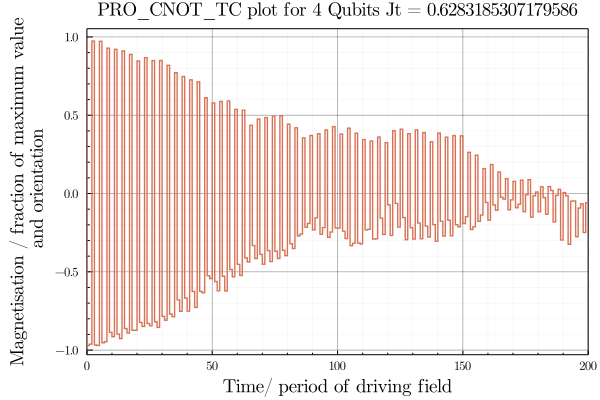 PRO_CNOT_TC plot for 4 Qubits Jt = 0.6283185307179586
Magnetisation / fraction of maximum value
and orientation
1.0
0.5
0.0
−0.5
−1.0
0
50
100
150
200
Time/ period of driving field